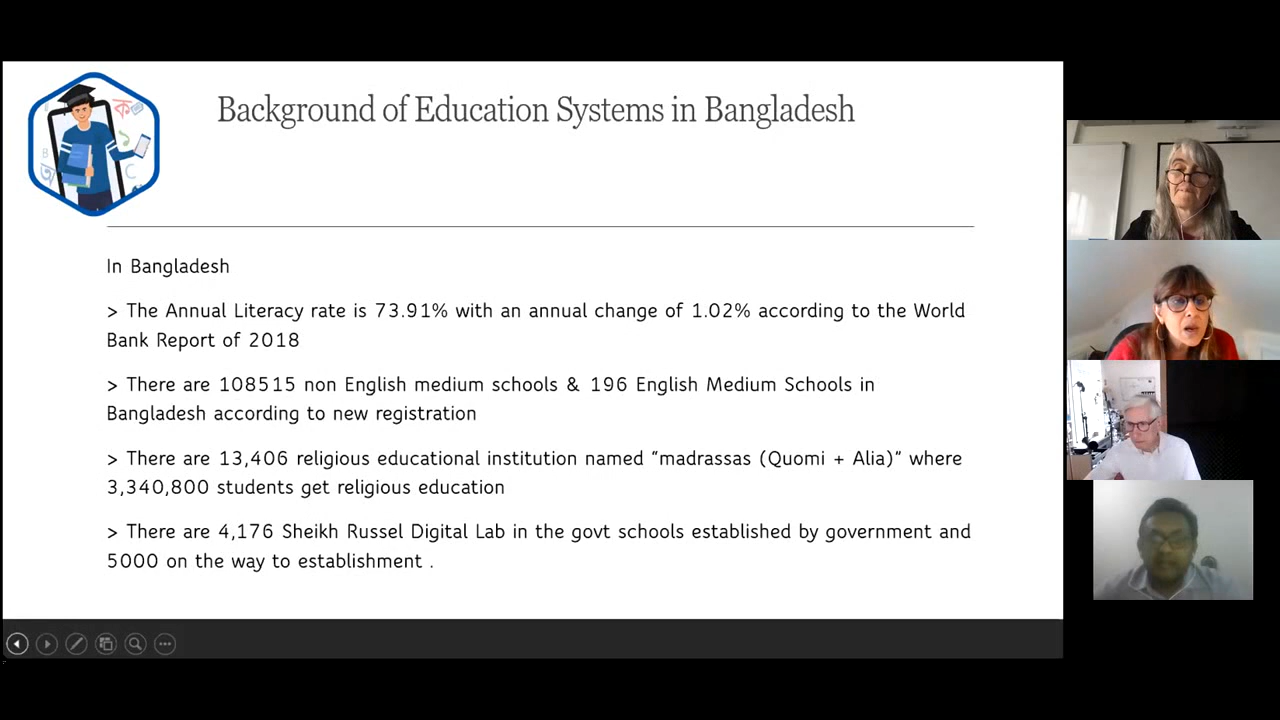 Background of Education Systems in Bangladesh
In Bangladesh
> The Annual Literacy rate is 73.91% with an annual change of 1.02% according to the World
Bank Report of 2018
> There are 108515 non English medium schools & 196 English Medium Schools in
Bangladesh according to new registration
> There are 13,406 religious educational institution named “madrassas (Quomi + Alia)” where
3,340,800 students get religious education
> There are 4,176 Sheikh Russel Digital Lab in the govt schools established by government and
5000 on the way to establishment .
ক
B
C